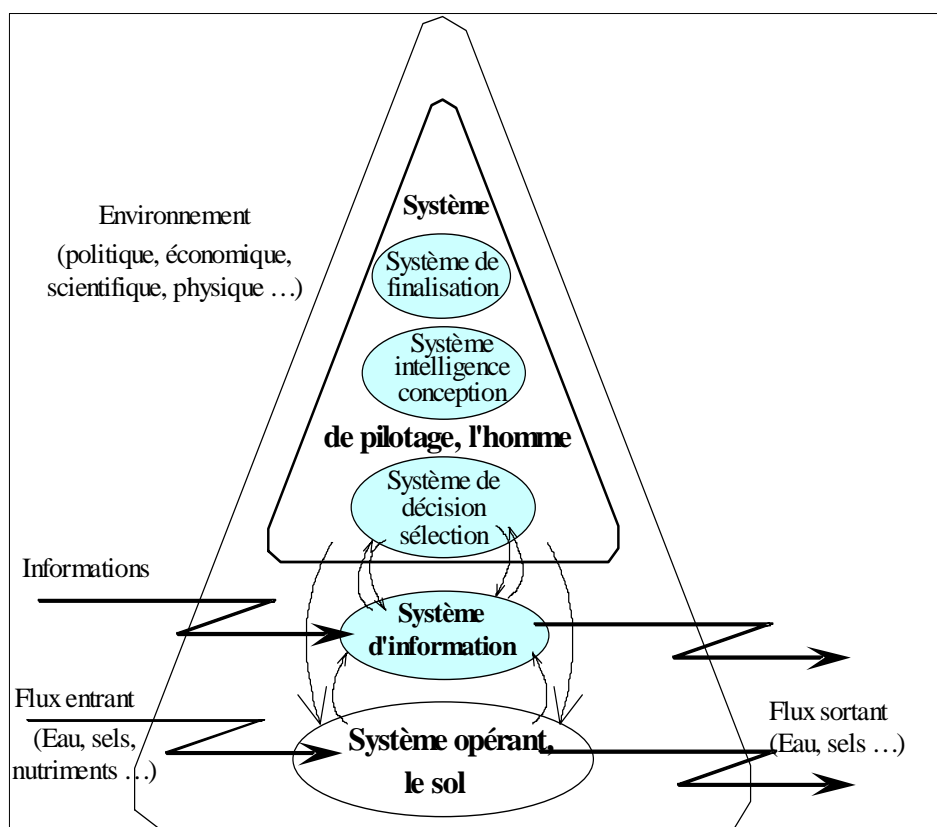 Système
Environnement
(politique, économique,
scientifique, physique …)
Système de
finalisation
Système
intelligence
conception
de pilotage, l'homme
Système de
décision
sélection
Informations
Système
d'information
Flux entrant
(Eau, sels,
nutriments …)
Système opérant,
le sol
Flux sortant
(Eau, sels …)